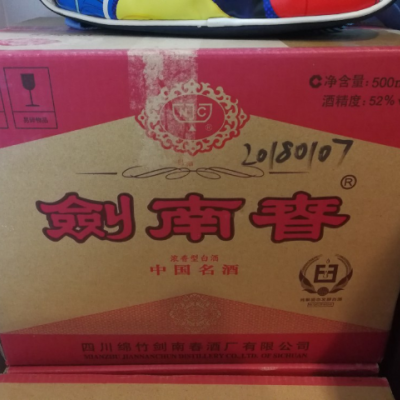 净含量:500m
酒精度:52%
20180107
劍南春®
浓香型白酒
中国名酒
四川绵竹剑南春酒厂有限公司